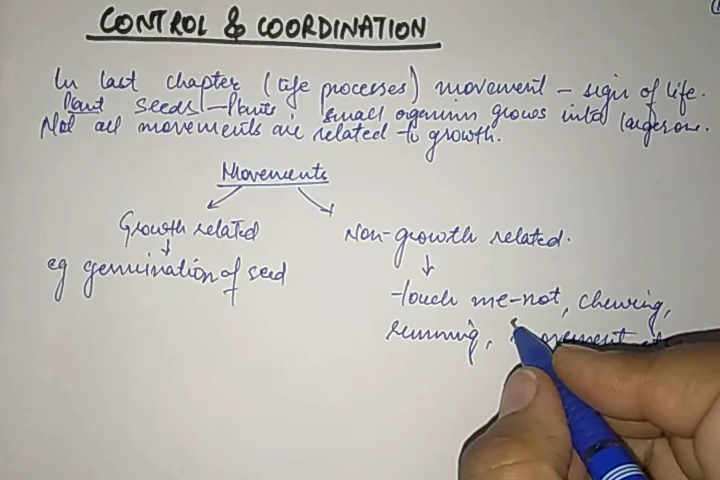 CONTROL & COORDINATION
In last chapter (Life processes) movement – sign of life.
Plant seeds – Plants, small organism grows into larger one.
Not all movements are related to growth.
Movements
Growth related
Non-growth related.
eg germination of seed
-touch me-not, chewing,
running,